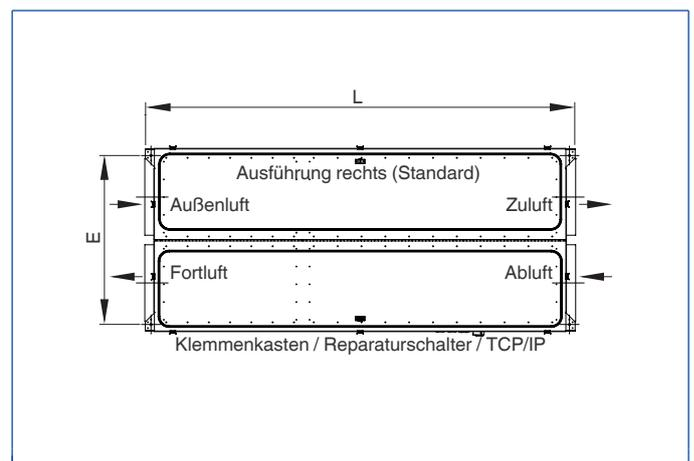 L
Ausführung rechts (Standard)
Außenluft
Zuluft
E
Fortluft
Abluft
Klemmenkasten / Reparaturschalter / TCP/IP